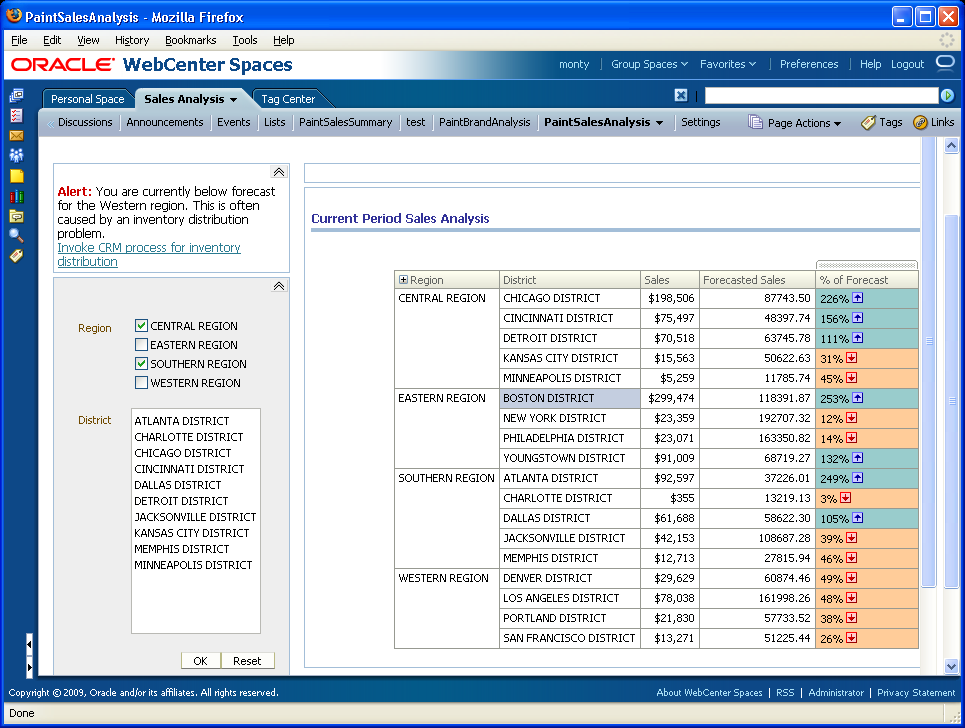 PaintSalesAnalysis - Mozilla Firefox
File Edit View History Bookmarks Tools Help
ORACLE WebCenter Spaces
monty Group Spaces Favorites Preferences Help Logout
Personal Space Sales Analysis Tag Center
Discussions Announcements Events Lists PaintSalesSummary test PaintBrandAnalysis PaintSalesAnalysis Settings Page Actions Tags Links
Alert: You are currently below forecast
for the Western region. This is often
caused by an inventory distribution
problem.
Invoke CRM process for inventory
distribution
Region
CENTRAL REGION
EASTERN REGION
SOUTHERN REGION
WESTERN REGION
District
ATLANTA DISTRICT
CHARLOTTE DISTRICT
CHICAGO DISTRICT
CINCINNATI DISTRICT
DALLAS DISTRICT
DETROIT DISTRICT
JACKSONVILLE DISTRICT
KANSAS CITY DISTRICT
MEMPHIS DISTRICT
MINNEAPOLIS DISTRICT
OK Reset
Current Period Sales Analysis
Region District Sales Forecasted Sales % of Forecast
CENTRAL REGION CHICAGO DISTRICT $198,506 87743.50 226%
CINCINNATI DISTRICT $75,497 48397.74 156%
DETROIT DISTRICT $70,518 63745.78 111%
KANSAS CITY DISTRICT $15,563 50622.63 31%
MINNEAPOLIS DISTRICT $5,259 11785.74 45%
EASTERN REGION BOSTON DISTRICT $299,474 118391.87 253%
NEW YORK DISTRICT $23,359 192707.32 12%
PHILADELPHIA DISTRICT $23,071 163350.82 14%
YOUNGSTOWN DISTRICT $91,009 68719.27 132%
SOUTHERN REGION ATLANTA DISTRICT $92,597 37226.01 249%
CHARLOTTE DISTRICT $355 13219.13 3%
DALLAS DISTRICT $61,688 58622.30 105%
JACKSONVILLE DISTRICT $42,153 108687.28 39%
MEMPHIS DISTRICT $12,713 27815.94 46%
WESTERN REGION DENVER DISTRICT $29,629 60874.46 49%
LOS ANGELES DISTRICT $78,038 161998.26 48%
PORTLAND DISTRICT $21,830 57733.52 38%
SAN FRANCISCO DISTRICT $13,271 51225.44 26%
Copyright © 2009, Oracle and/or its affiliates. All rights reserved.
About WebCenter Spaces | RSS | Administrator | Privacy Statement
Done